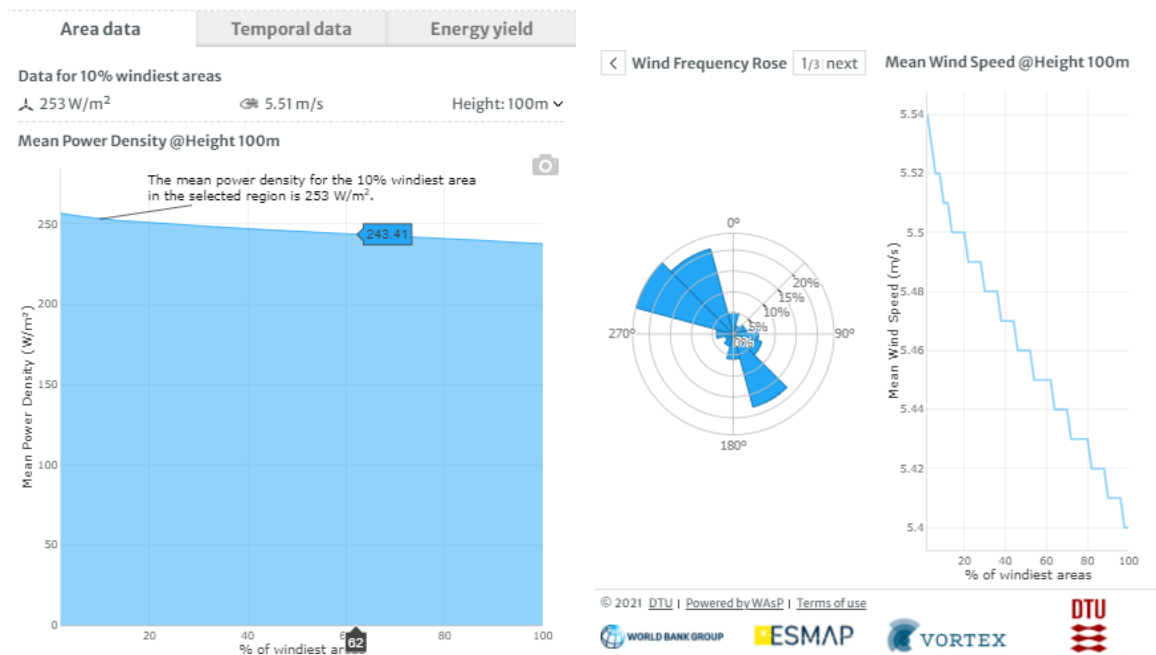 Area data
Temporal data
Energy yield
Data for 10% windiest areas
253 W/m²
5.51 m/s
Height: 100m
Mean Power Density @Height 100m
The mean power density for the 10% windiest area
in the selected region is 253 W/m².
243.41
Mean Power Density (W/m²)
250
200
150
100
50
0
20
40
80
100
62
Wind Frequency Rose
1/3 | next
0°
90°
180°
270°
20%
15%
10%
5%
0%
Mean Wind Speed @Height 100m
Mean Wind Speed (m/s)
5.54
5.52
5.5
5.48
5.46
5.44
5.42
5.4
20
40
60
80
100
% of windiest areas
© 2021 DTU | Powered by WAsP | Terms of use
WORLD BANK GROUP
ESMAP
VORTEX
DTU